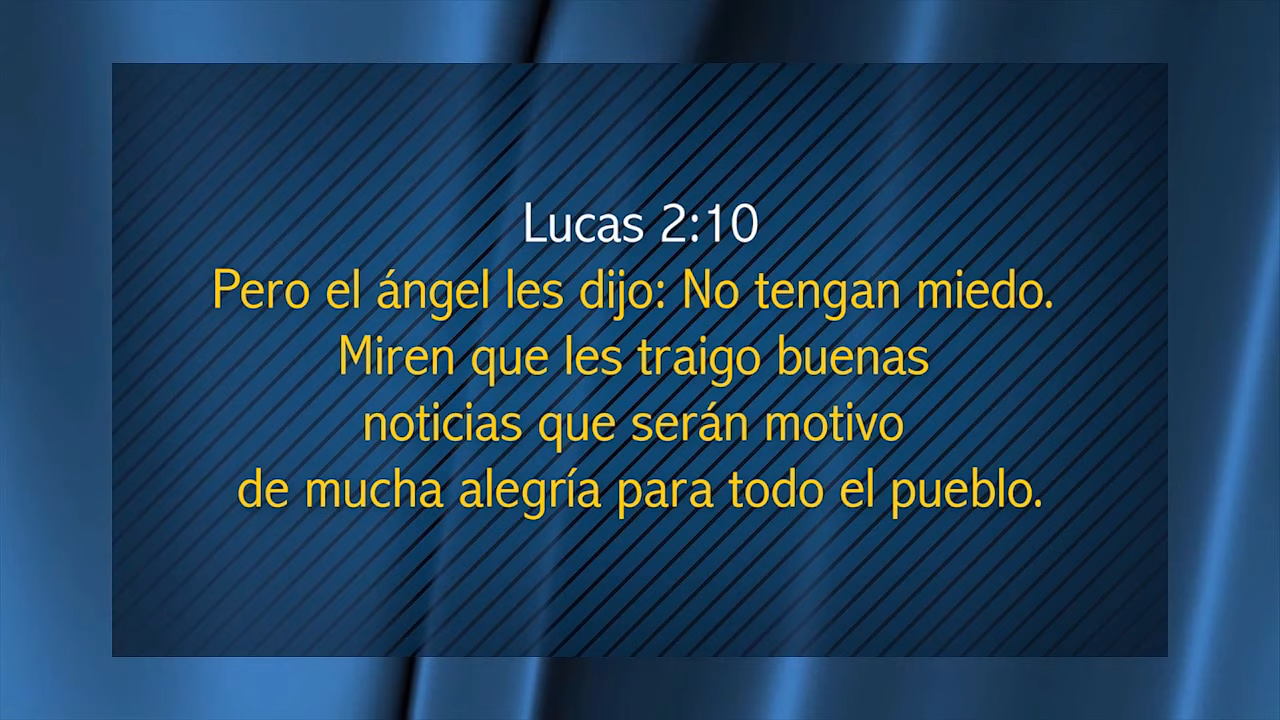 Lucas 2:10
Pero el ángel les dijo: No tengan miedo.
Miren que les traigo buenas
noticias que serán motivo
de mucha alegría para todo el pueblo.